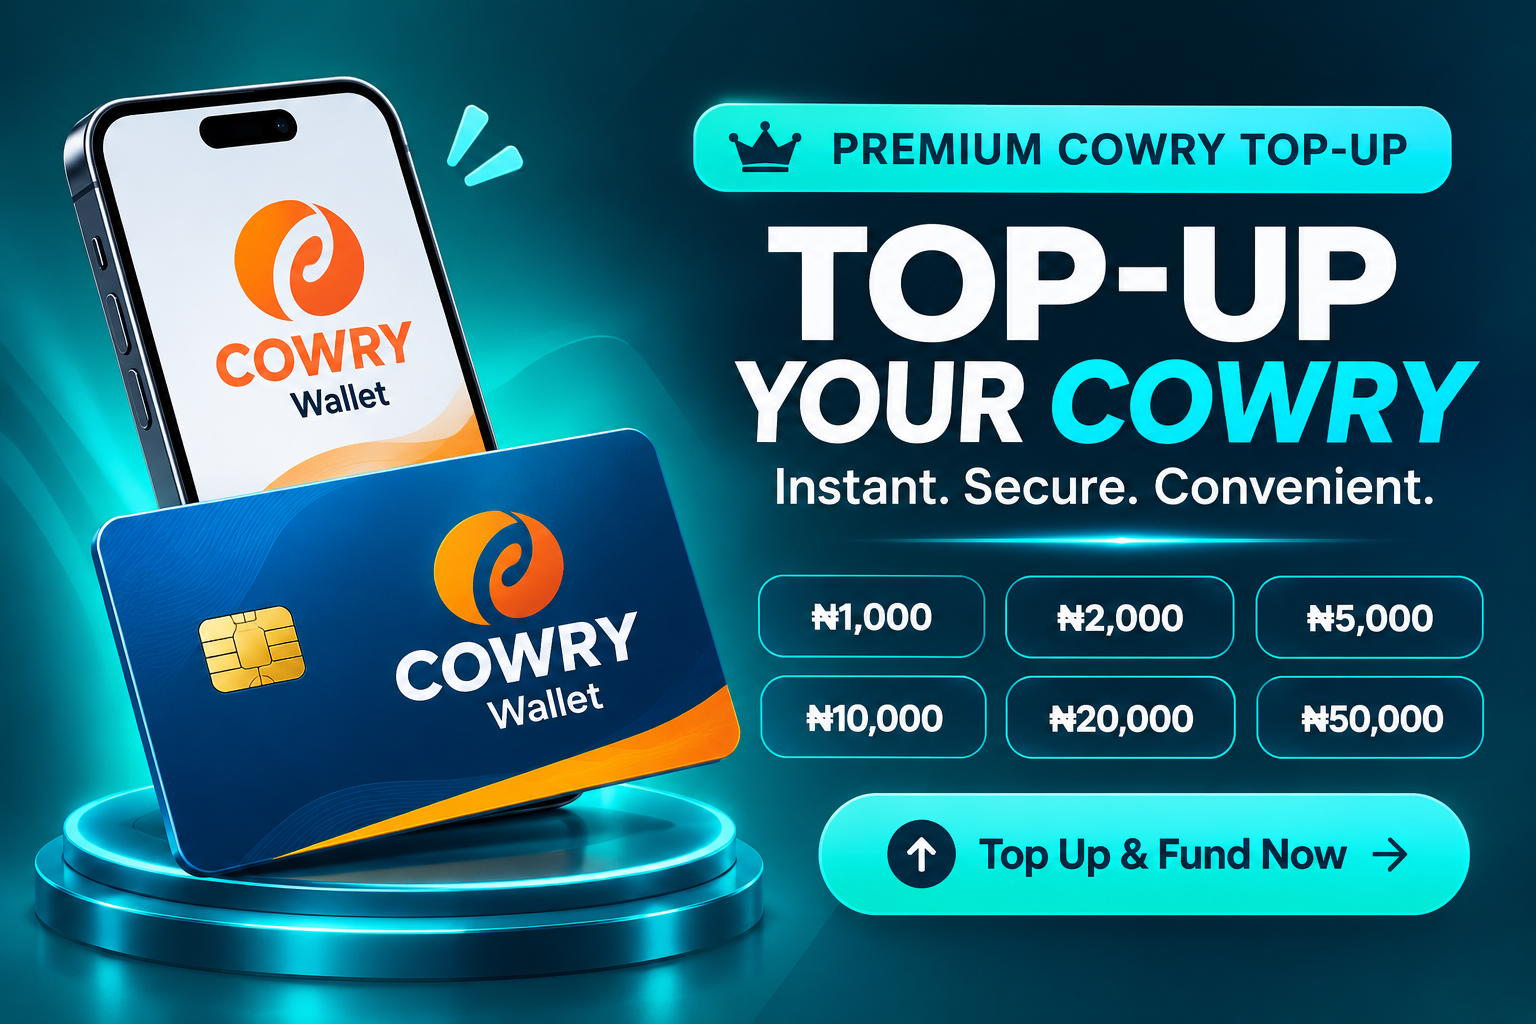 COWRY
Wallet
COWRY
Wallet
PREMIUM COWRY TOP-UP
TOP-UP
YOUR COWRY
Instant. Secure. Convenient.
₦1,000
₦2,000
₦5,000
₦10,000
₦20,000
₦50,000
Top Up & Fund Now